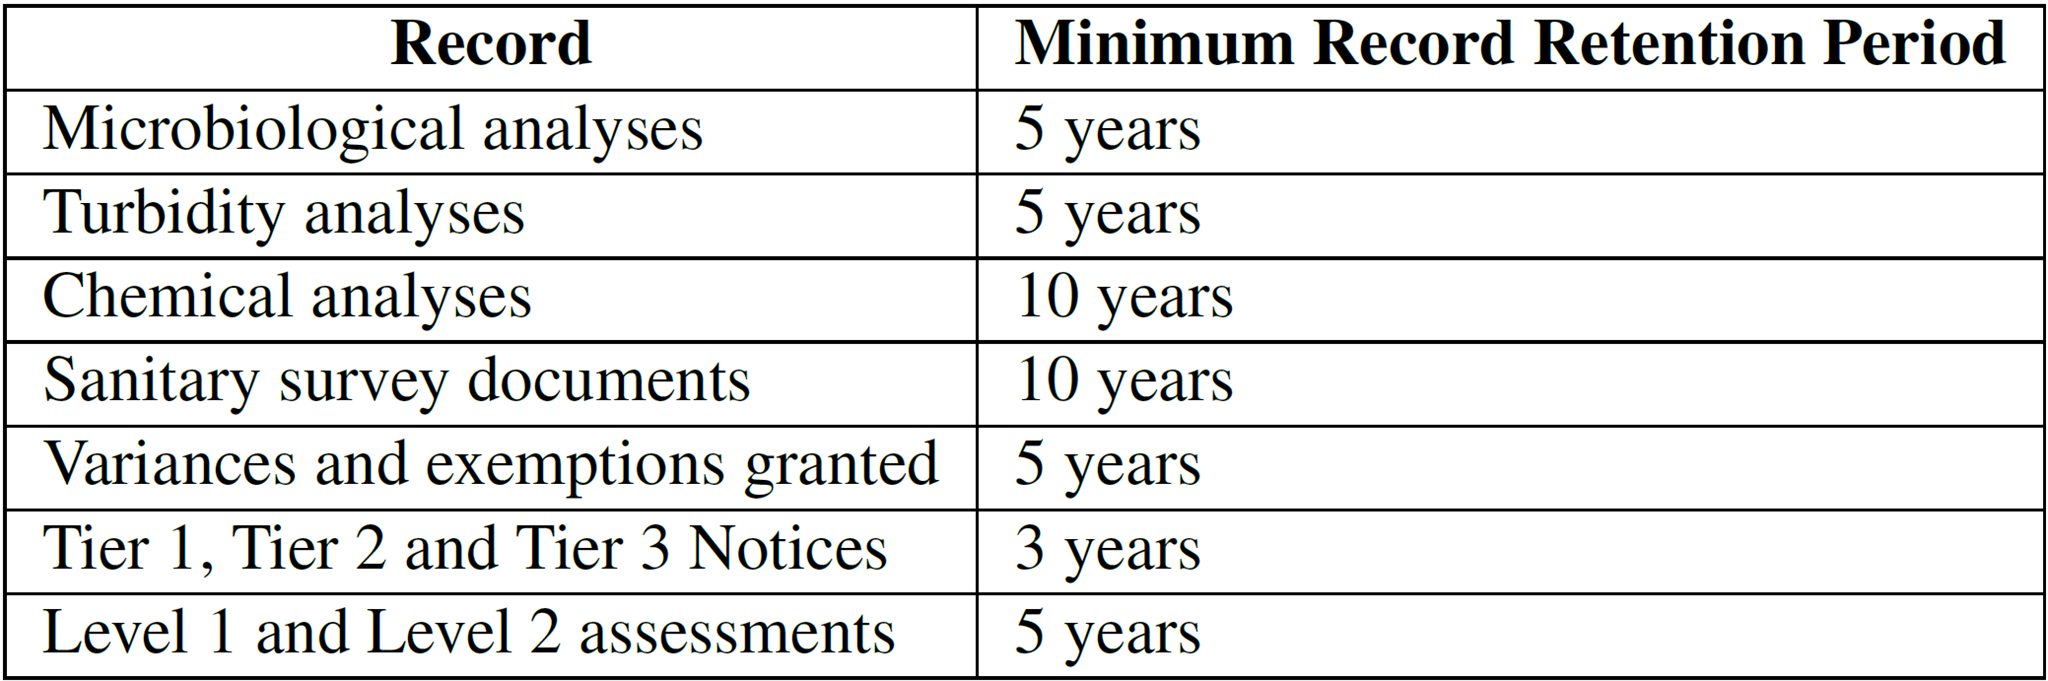 Record Minimum Record Retention Period
Microbiological analyses 5 years
Turbidity analyses 5 years
Chemical analyses 10 years
Sanitary survey documents 10 years
Variances and exemptions granted 5 years
Tier 1, Tier 2 and Tier 3 Notices 3 years
Level 1 and Level 2 assessments 5 years